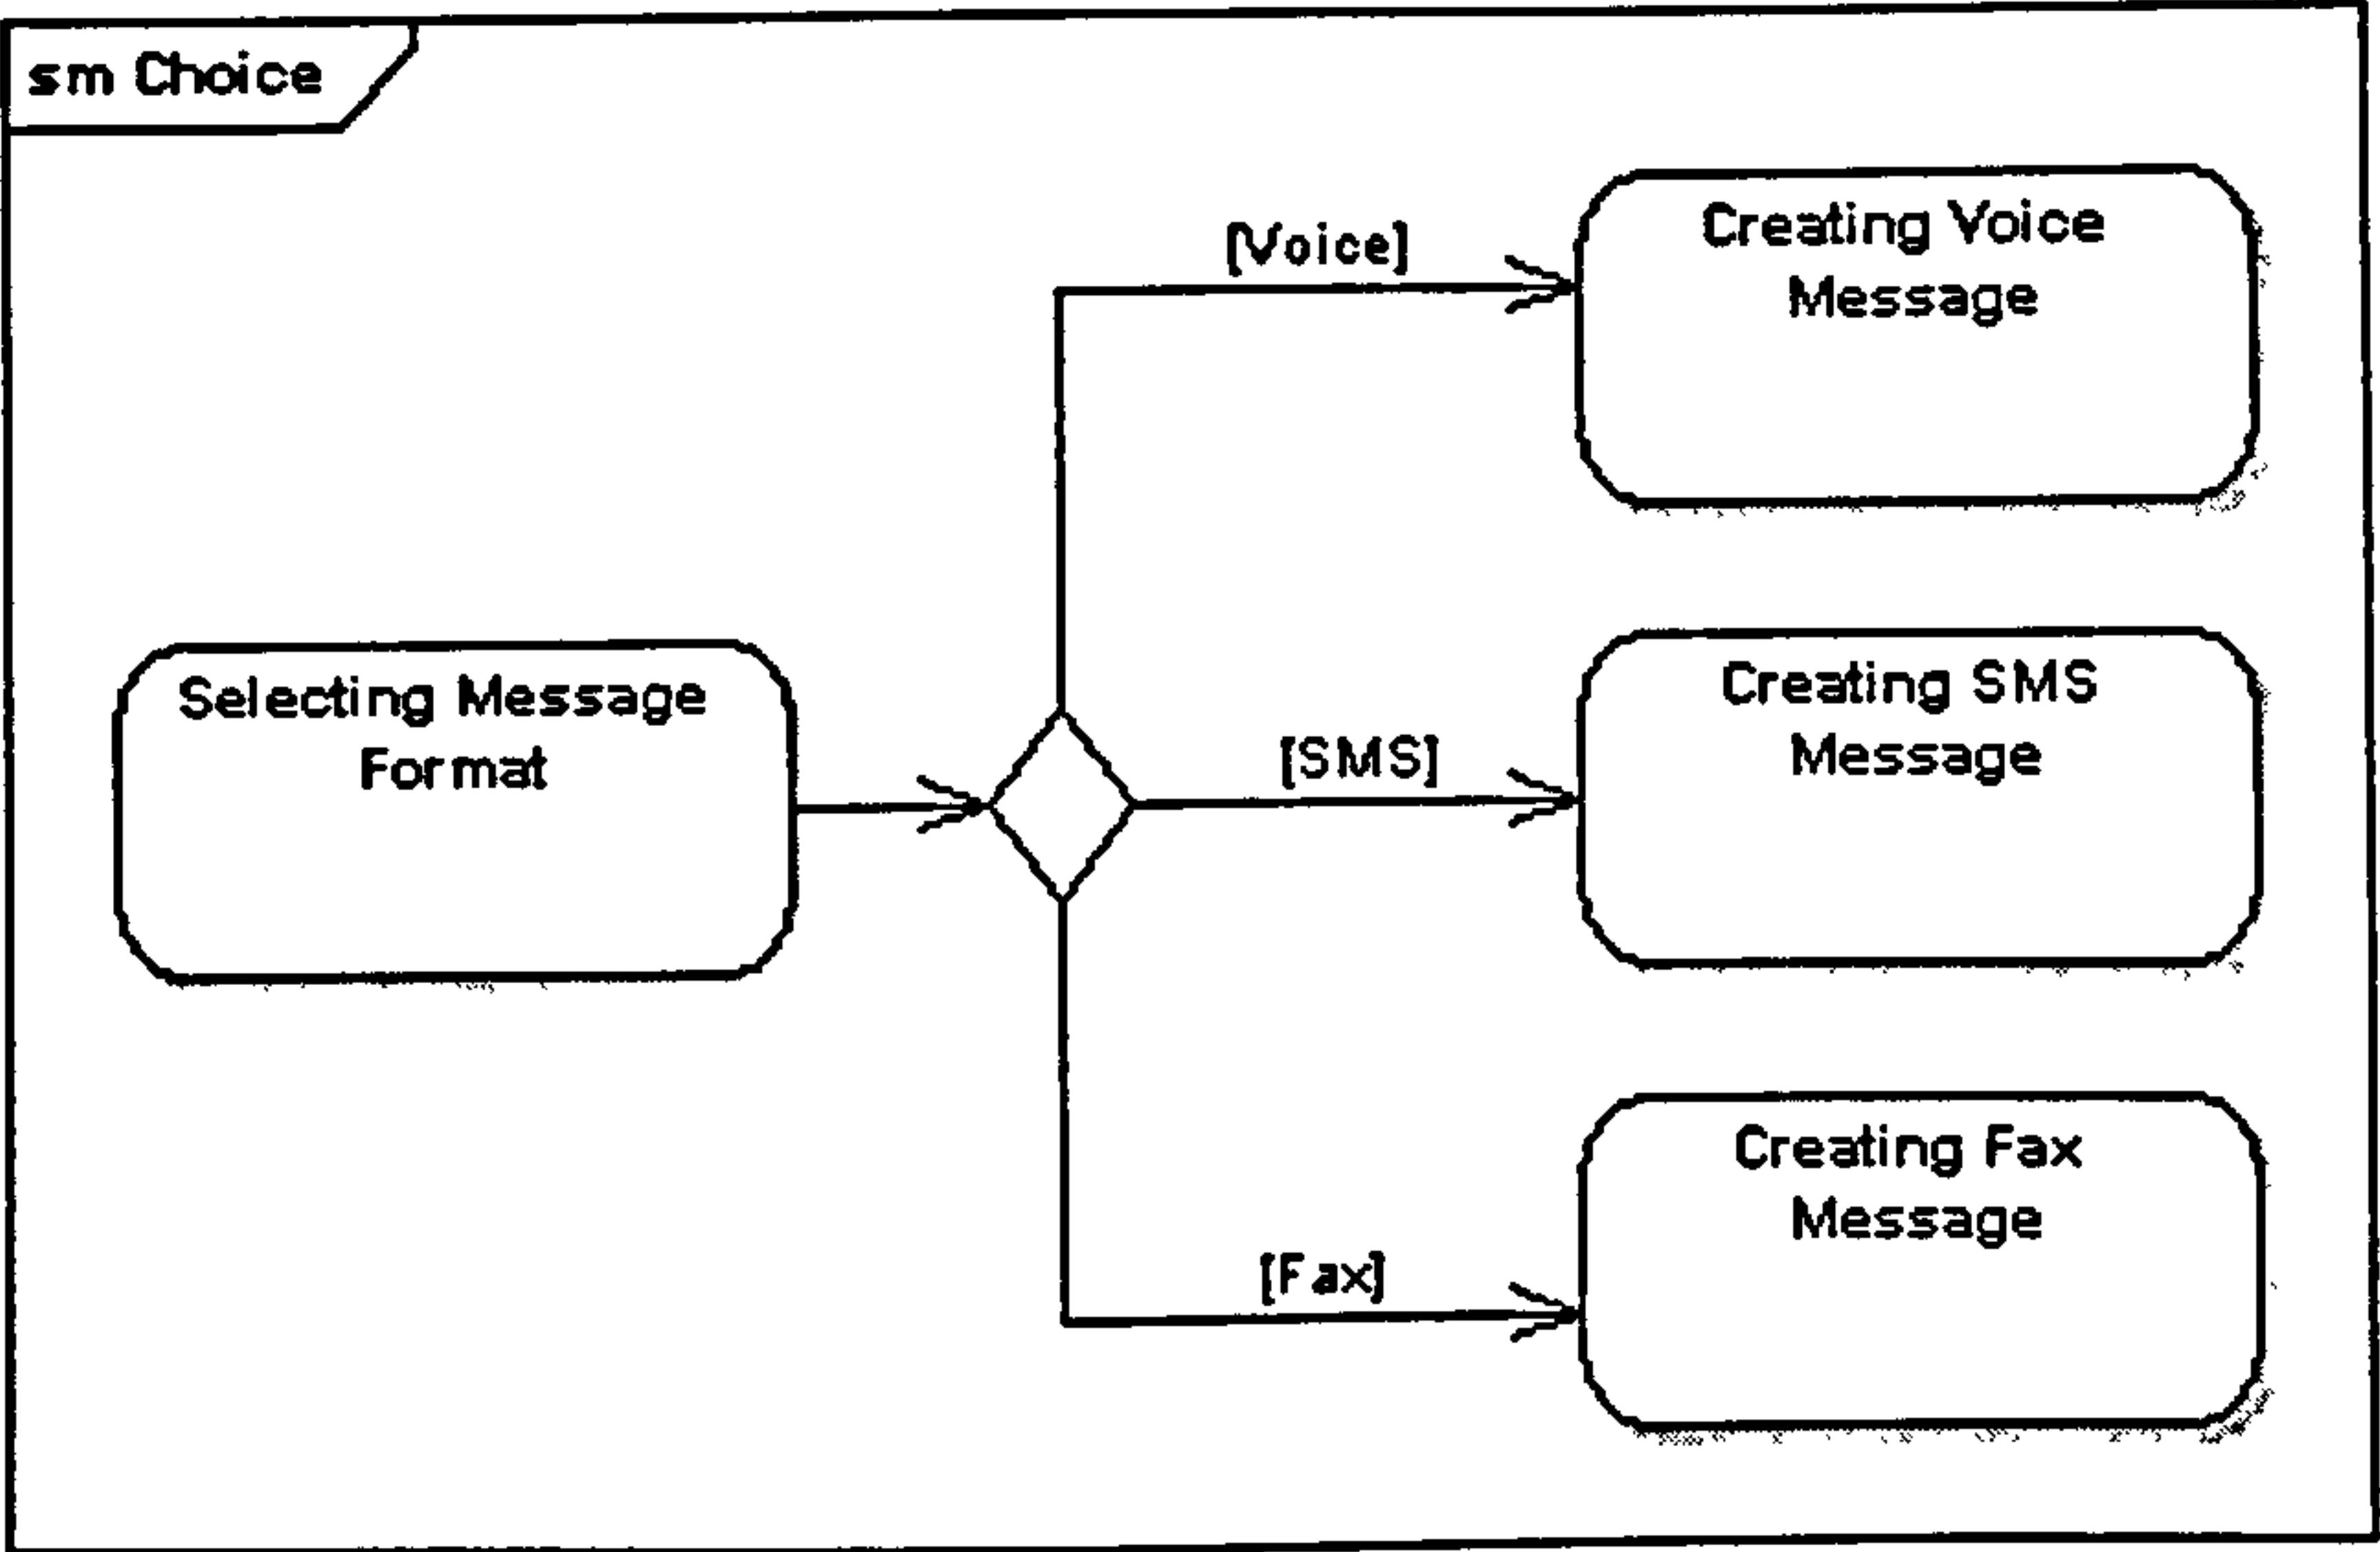 sm Choice
[Voice]
Creating Voice
Message
Selecting Message
Format
[SMS]
Creating SMS
Message
[Fax]
Creating Fax
Message